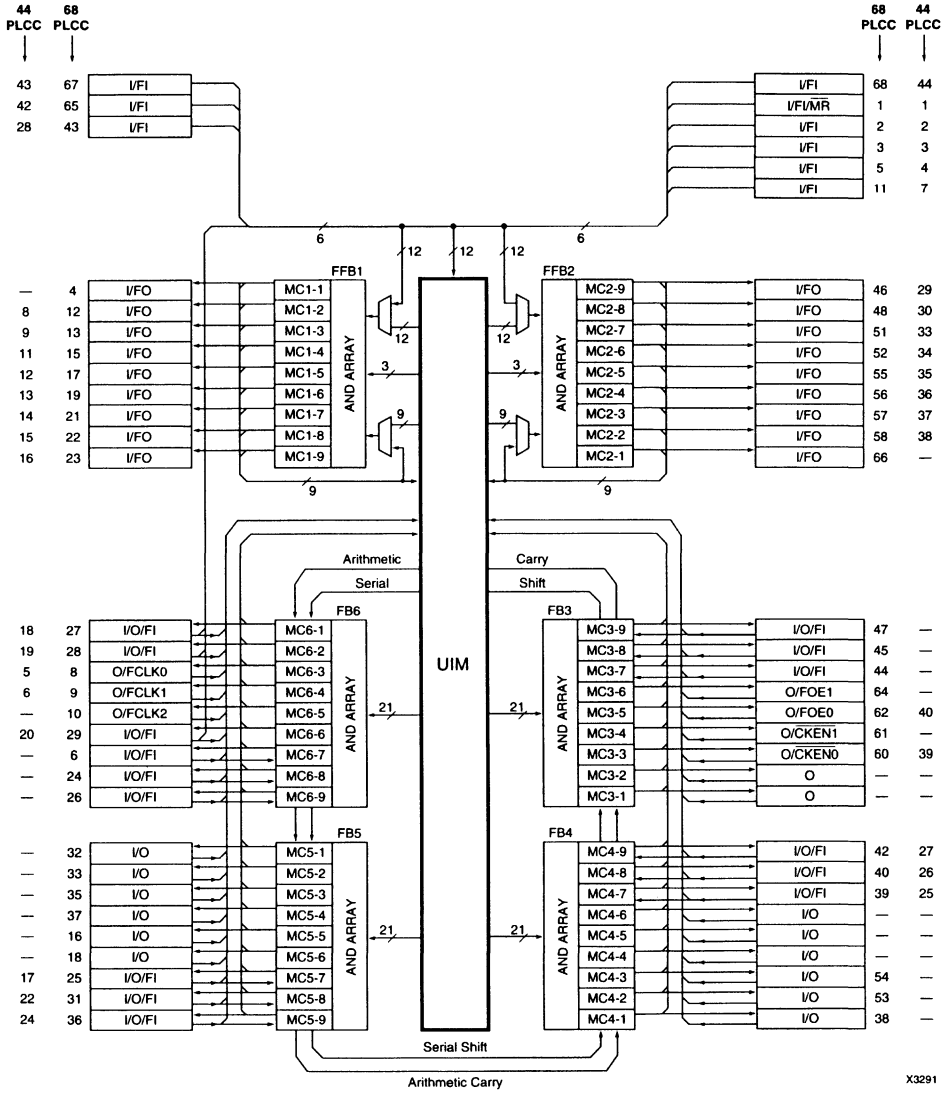 44 68
PLCC PLCC
68 44
PLCC PLCC
43 67 I/FI
42 65 I/FI
28 43 I/FI
I/FI 68 44
I/FI/MR 1 1
I/FI 2 2
I/FI 3 3
I/FI 5 4
I/FI 11 7
6 6
12 12 12
FFB1
— 4 I/FO MC1-1
8 12 I/FO MC1-2
9 13 I/FO MC1-3
11 15 I/FO MC1-4
12 17 I/FO MC1-5
13 19 I/FO MC1-6
14 21 I/FO MC1-7
15 22 I/FO MC1-8
16 23 I/FO MC1-9
AND ARRAY
12
3
9
9
FFB2
MC2-9 I/FO 46 29
MC2-8 I/FO 48 30
MC2-7 I/FO 51 33
MC2-6 I/FO 52 34
MC2-5 I/FO 55 35
MC2-4 I/FO 56 36
MC2-3 I/FO 57 37
MC2-2 I/FO 58 38
MC2-1 I/FO 66 —
AND ARRAY
12
3
9
9
Arithmetic Carry
Serial Shift
UIM
FB6
18 27 I/O/FI MC6-1
19 28 I/O/FI MC6-2
5 8 O/FCLK0 MC6-3
6 9 O/FCLK1 MC6-4
— 10 O/FCLK2 MC6-5
20 29 I/O/FI MC6-6
— 6 I/O/FI MC6-7
— 24 I/O/FI MC6-8
— 26 I/O/FI MC6-9
AND ARRAY
21
FB3
MC3-9 I/O/FI 47 —
MC3-8 I/O/FI 45 —
MC3-7 I/O/FI 44 —
MC3-6 O/FOE1 64 —
MC3-5 O/FOE0 62 40
MC3-4 O/CKEN1 61 —
MC3-3 O/CKEN0 60 39
MC3-2 O — —
MC3-1 O — —
AND ARRAY
21
FB5
— 32 I/O MC5-1
— 33 I/O MC5-2
— 35 I/O MC5-3
— 37 I/O MC5-4
— 16 I/O MC5-5
— 18 I/O MC5-6
17 25 I/O/FI MC5-7
22 31 I/O/FI MC5-8
24 36 I/O/FI MC5-9
AND ARRAY
21
FB4
MC4-9 I/O/FI 42 27
MC4-8 I/O/FI 40 26
MC4-7 I/O/FI 39 25
MC4-6 I/O — —
MC4-5 I/O — —
MC4-4 I/O — —
MC4-3 I/O 54 —
MC4-2 I/O 53 —
MC4-1 I/O 38 —
AND ARRAY
21
Serial Shift
Arithmetic Carry
X3291